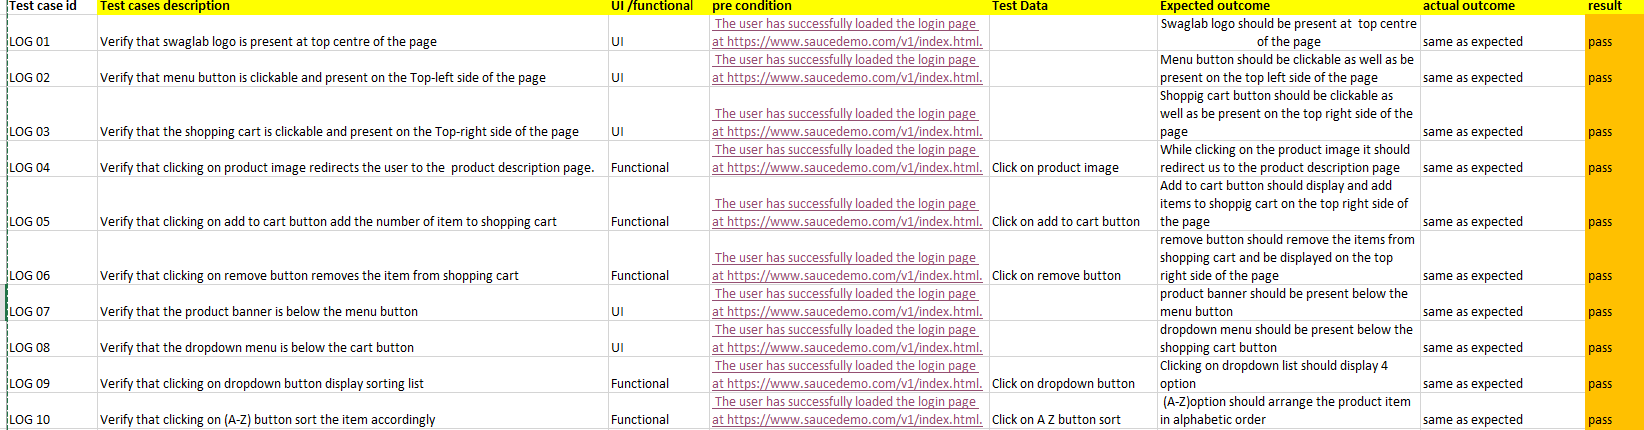 Test case id Test cases description UI /functional pre condition Test Data Expected outcome actual outcome result
The user has successfully loaded the login page Swaglab logo should be present at  top centre
LOG 01 Verify that swaglab logo is present at top centre of the page UI at https://www.saucedemo.com/v1/index.html. of the page same as expected pass
The user has successfully loaded the login page Menu button should be clickable as well as be
LOG 02 Verify that menu button is clickable and present on the Top-left side of the page UI at https://www.saucedemo.com/v1/index.html. present on the top left side of the page same as expected pass
Shoppig cart button should be clickable as
The user has successfully loaded the login page well as be present on the top right side of the
LOG 03 Verify that the shopping cart is clickable and present on the Top-right side of the page UI at https://www.saucedemo.com/v1/index.html. page same as expected pass
The user has successfully loaded the login page While clicking on the product image it should
LOG 04 Verify that clicking on product image redirects the user to the  product description page. Functional at https://www.saucedemo.com/v1/index.html. Click on product image redirect us to the product description page same as expected pass
Add to cart button should display and add
The user has successfully loaded the login page items to shoppig cart on the top right side of
LOG 05 Verify that clicking on add to cart button add the number of item to shopping cart Functional at https://www.saucedemo.com/v1/index.html. Click on add to cart button the page same as expected pass
remove button should remove the items from
The user has successfully loaded the login page shopping cart and be displayed on the top
LOG 06 Verify that clicking on remove button removes the item from shopping cart Functional at https://www.saucedemo.com/v1/index.html. Click on remove button right side of the page same as expected pass
The user has successfully loaded the login page product banner should be present below the
LOG 07 Verify that the product banner is below the menu button UI at https://www.saucedemo.com/v1/index.html. menu button same as expected pass
The user has successfully loaded the login page dropdown menu should be present below the
LOG 08 Verify that the dropdown menu is below the cart button UI at https://www.saucedemo.com/v1/index.html. shopping cart button same as expected pass
The user has successfully loaded the login page Clicking on dropdown list should display 4
LOG 09 Verify that clicking on dropdown button display sorting list Functional at https://www.saucedemo.com/v1/index.html. Click on dropdown button option same as expected pass
The user has successfully loaded the login page (A-Z)option should arrange the product item
LOG 10 Verify that clicking on (A-Z) button sort the item accordingly Functional at https://www.saucedemo.com/v1/index.html. Click on A Z button sort in alphabetic order same as expected pass